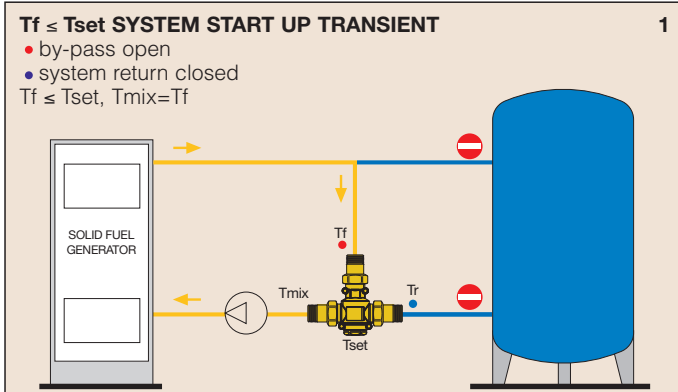 Tf ≤ Tset SYSTEM START UP TRANSIENT 1
• by-pass open
• system return closed
Tf ≤ Tset, Tmix=Tf
SOLID FUEL
GENERATOR
Tf
Tmix
Tr
Tset